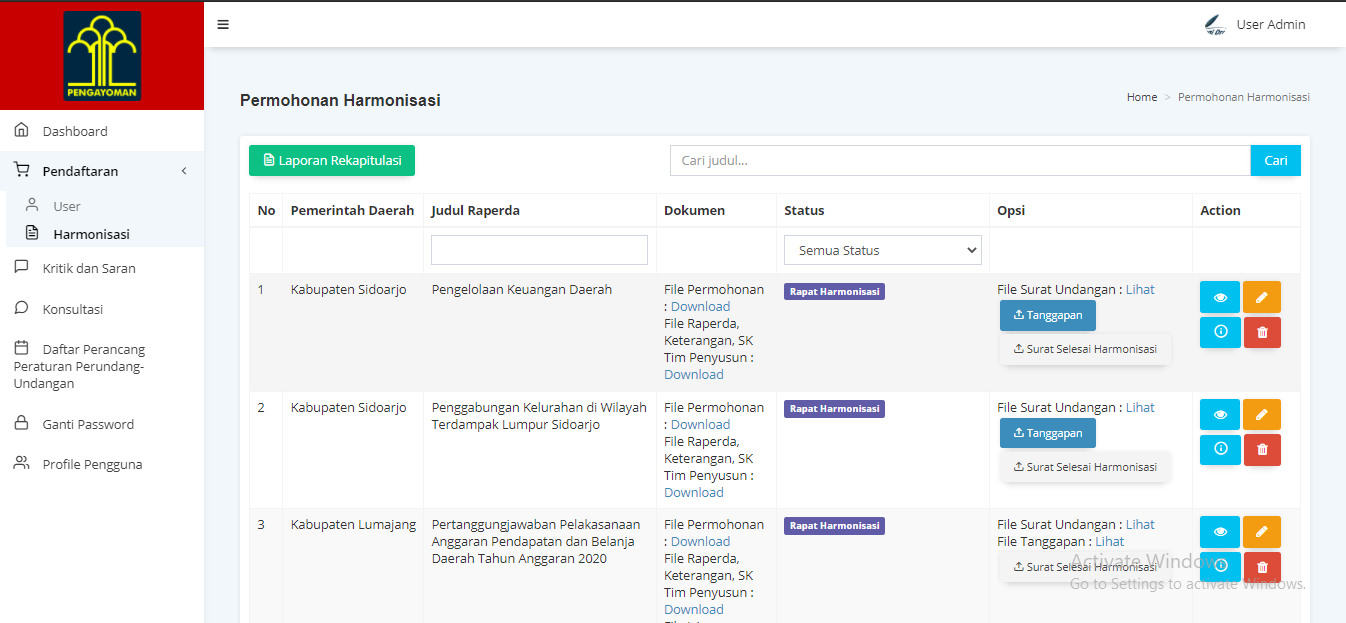 PENGAYOMAN
User Admin
Dashboard
Pendaftaran
User
Harmonisasi
Kritik dan Saran
Konsultasi
Daftar Perancang
Peraturan Perundang-
Undangan
Ganti Password
Profile Pengguna
Permohonan Harmonisasi
Home > Permohonan Harmonisasi
Laporan Rekapitulasi
Cari judul...
Cari
No Pemerintah Daerah Judul Raperda Dokumen Status Opsi Action
Semua Status
1 Kabupaten Sidoarjo Pengelolaan Keuangan Daerah File Permohonan Rapat Harmonisasi File Surat Undangan : Lihat
: Download
Tanggapan
File Raperda,
Keterangan, SK
Surat Selesai Harmonisasi
Tim Penyusun :
Download
2 Kabupaten Sidoarjo Penggabungan Kelurahan di Wilayah File Permohonan Rapat Harmonisasi File Surat Undangan : Lihat
Terdampak Lumpur Sidoarjo : Download
Tanggapan
File Raperda,
Keterangan, SK
Surat Selesai Harmonisasi
Tim Penyusun :
Download
3 Kabupaten Lumajang Pertanggungjawaban Pelakasanaan File Permohonan Rapat Harmonisasi File Surat Undangan : Lihat
Anggaran Pendapatan dan Belanja : Download File Tanggapan : Lihat
Daerah Tahun Anggaran 2020 File Raperda,
Surat Selesai Harmonisasi
Keterangan, SK
Tim Penyusun :
Download
Activate Windows
Go to Settings to activate Windows.